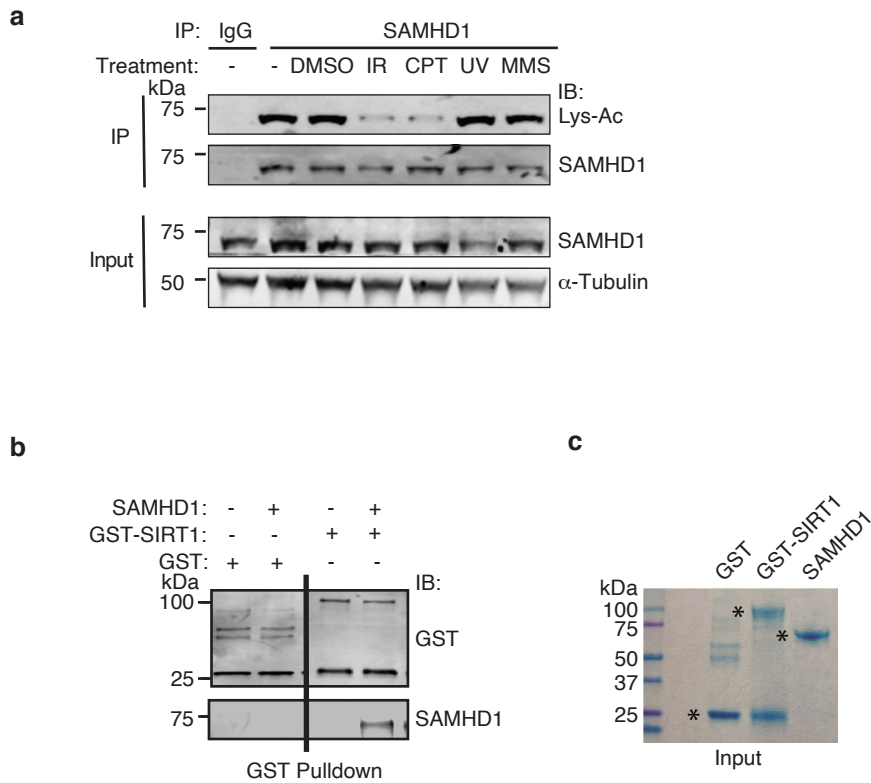 a
IP: IgG SAMHD1
Treatment: - - DMSO IR CPT UV MMS
kDa
IB:
75
Lys-Ac
IP
75
SAMHD1
75
SAMHD1
Input
50
α-Tubulin
b
SAMHD1: - + - +
GST-SIRT1: - - + +
GST: + + - -
kDa
IB:
100
GST
25
75
SAMHD1
GST Pulldown
c
GST
GST-SIRT1
SAMHD1
kDa
100 *
75 *
50
37
25 *
Input